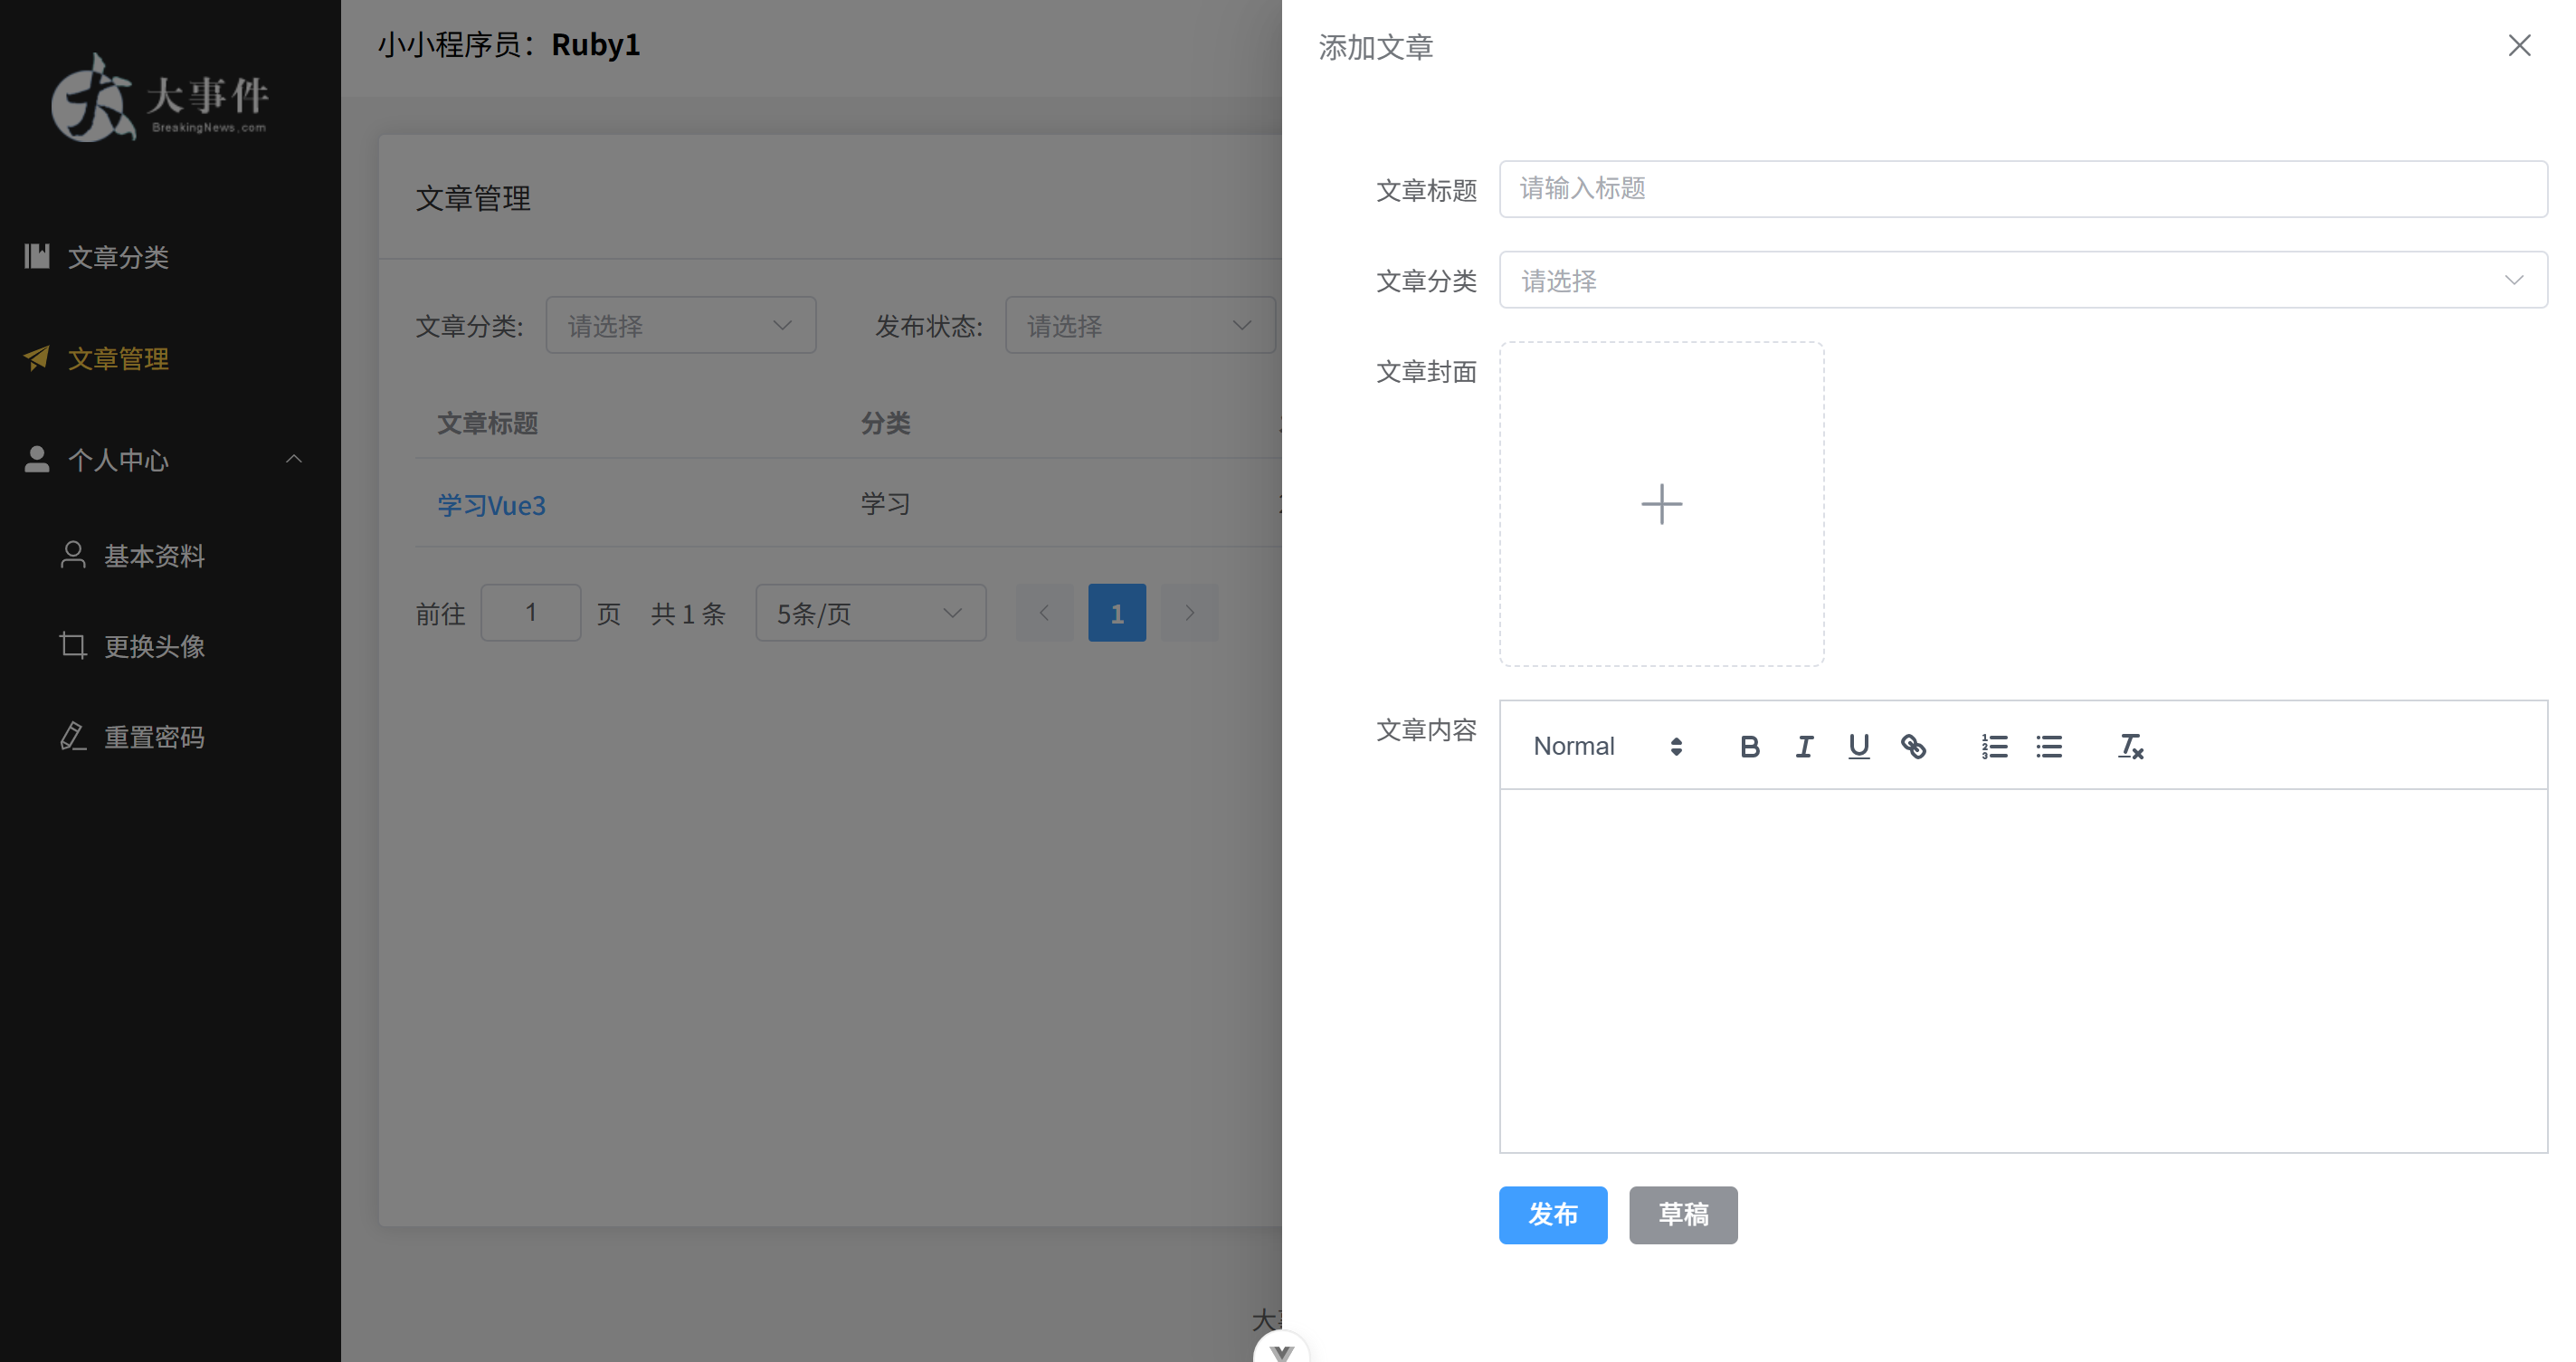 大事件
BreakingNews.com
文章分类
文章管理
个人中心
基本资料
更换头像
重置密码
小小程序员：Ruby1
文章管理
文章分类: 请选择 发布状态: 请选择
文章标题 分类
学习Vue3 学习
前往 1 页 共 1 条 5条/页 1
添加文章
文章标题 请输入标题
文章分类 请选择
文章封面
文章内容 Normal
发布 草稿